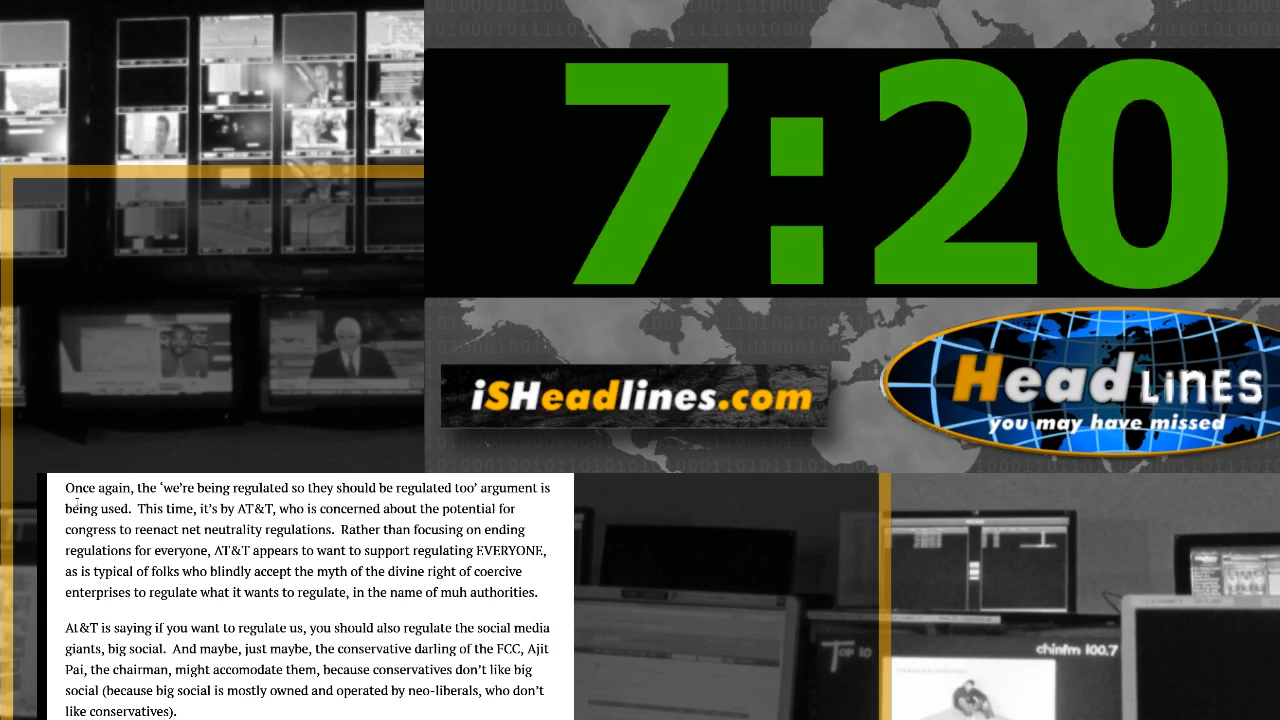 7:20
iSHeadlines.com
HeadLINES
you may have missed
Once again, the ‘we’re being regulated so they should be regulated too’ argument is
being used.  This time, it’s by AT&T, who is concerned about the potential for
congress to reenact net neutrality regulations.  Rather than focusing on ending
regulations for everyone, AT&T appears to want to support regulating EVERYONE,
as is typical of folks who blindly accept the myth of the divine right of coercive
enterprises to regulate what it wants to regulate, in the name of muh authorities.
At&T is saying if you want to regulate us, you should also regulate the social media
giants, big social.  And maybe, just maybe, the conservative darling of the FCC, Ajit
Pai, the chairman, might accomodate them, because conservatives don’t like big
social (because big social is mostly owned and operated by neo-liberals, who don’t
like conservatives).
Top 10
chinfm 100.7